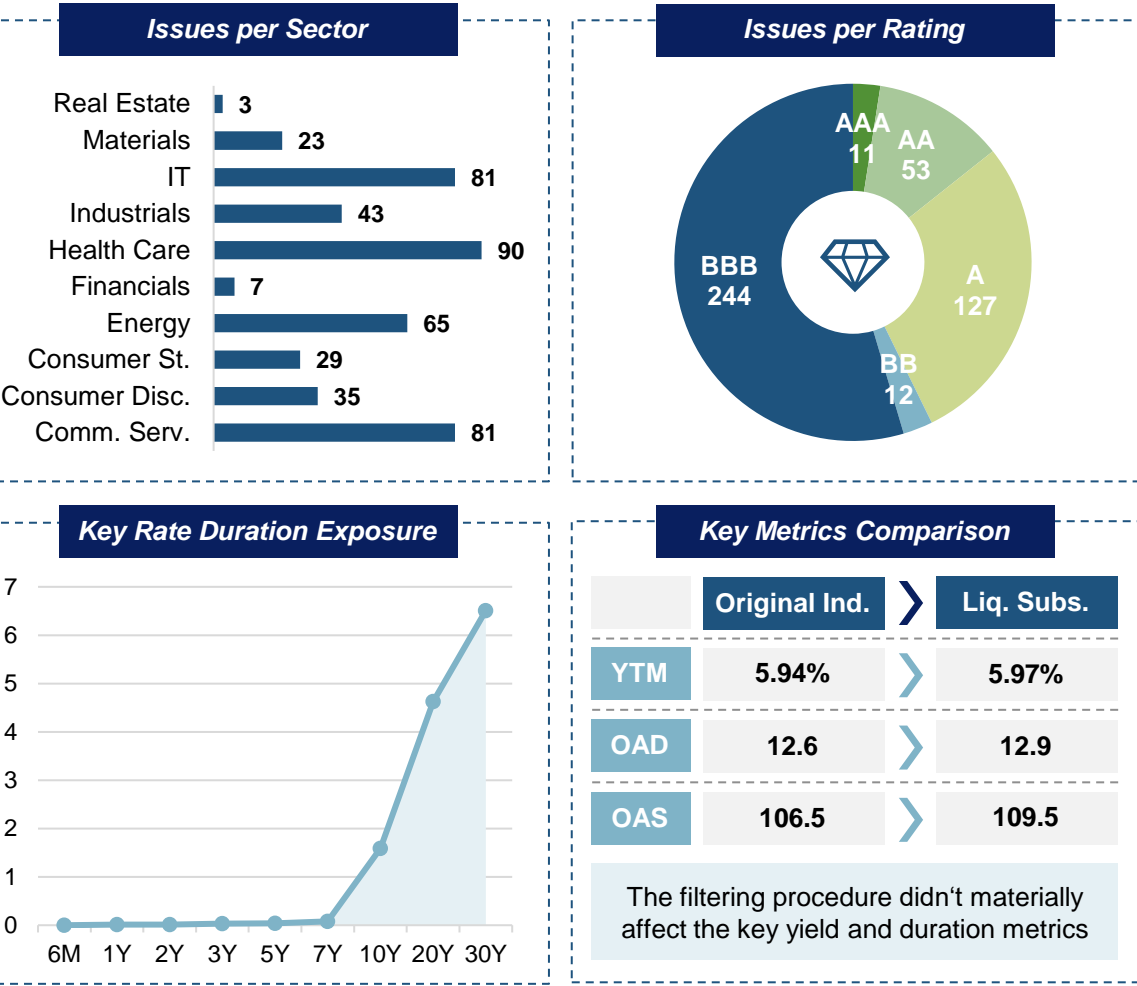 Issues per Sector
Real Estate 3
Materials 23
IT 81
Industrials 43
Health Care 90
Financials 7
Energy 65
Consumer St. 29
Consumer Disc. 35
Comm. Serv. 81
Issues per Rating
AAA
11
AA
53
A
127
BB
12
BBB
244
Key Rate Duration Exposure
7
6
5
4
3
2
1
0
6M 1Y 2Y 3Y 5Y 7Y 10Y 20Y 30Y
Key Metrics Comparison
Original Ind. Liq. Subs.
YTM 5.94% 5.97%
OAD 12.6 12.9
OAS 106.5 109.5
The filtering procedure didn‘t materially
affect the key yield and duration metrics